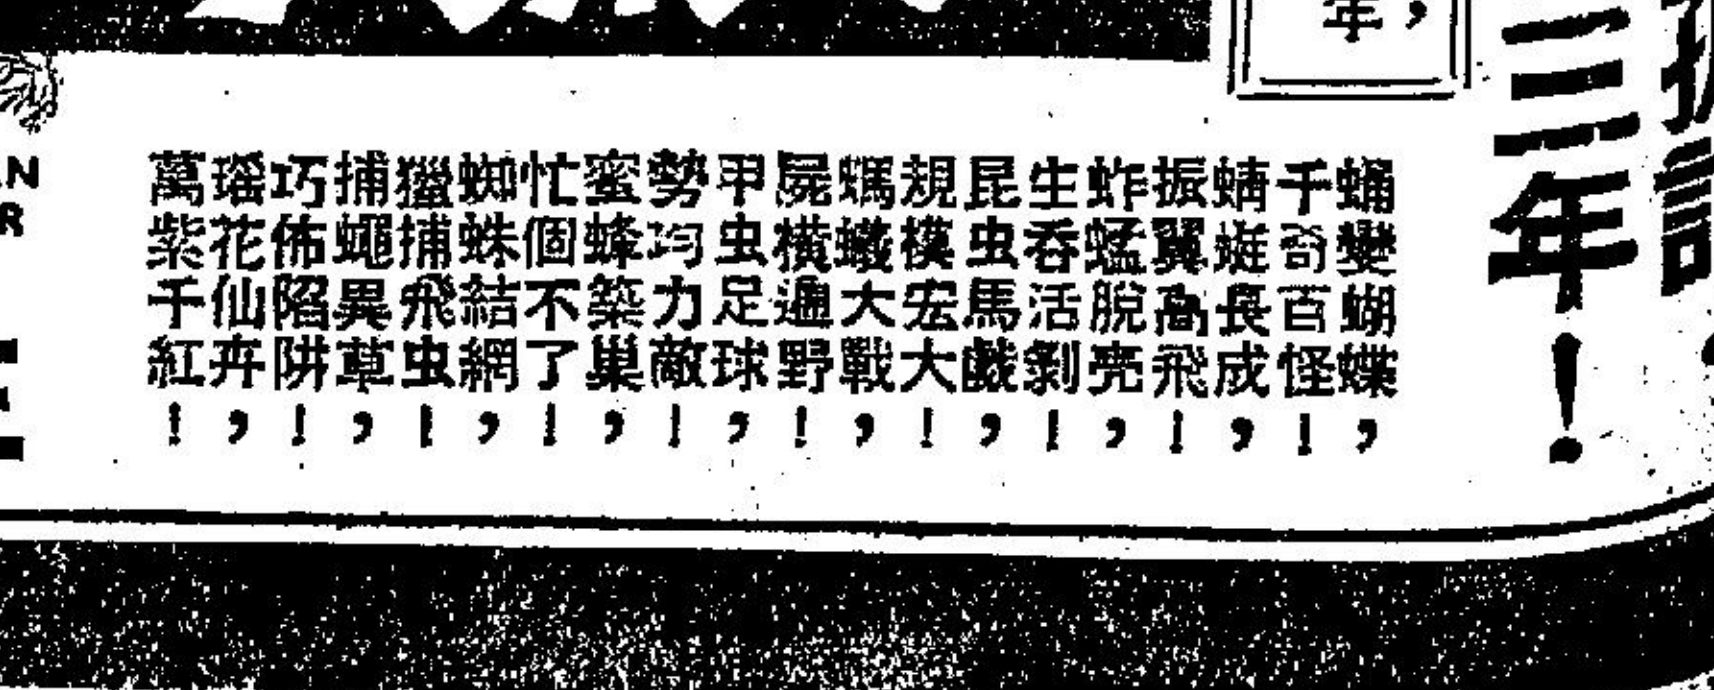 三年！
年，
蛹變蝴蝶，
千奇百怪！
蜻蜓長成，
振翼高飛！
蚱蜢脫壳，
生吞活剝！
昆虫馬戲，
規模宏大！
螞蟻大戰，
屍橫遍野！
甲虫足球，
勢均力敵！
蜜蜂築巢，
忙個不了！
蜘蛛結網，
獵捕飛虫！
捕蠅異草，
巧佈陷阱！
瑤花仙卉，
萬紫千紅！